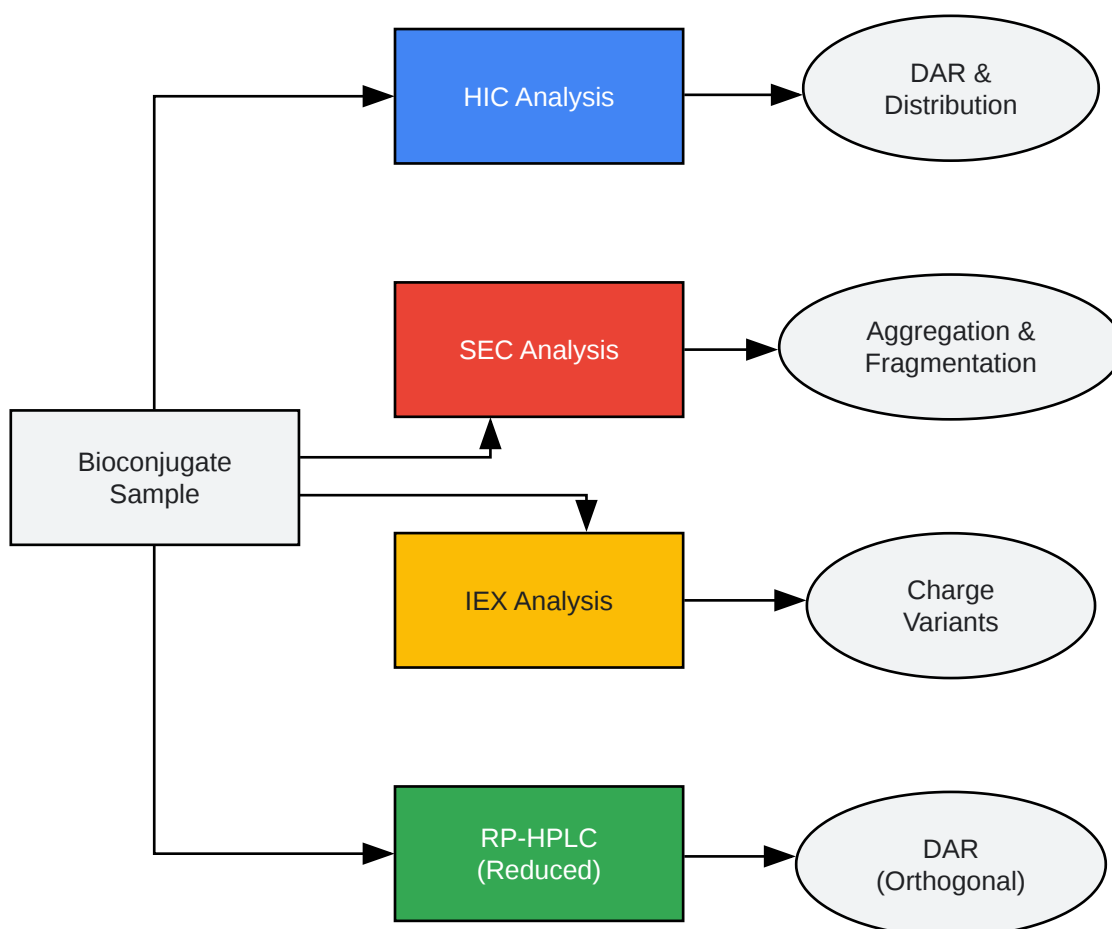 HIC Analysis
DAR &
Distribution
SEC Analysis
Aggregation &
Fragmentation
Bioconjugate
Sample
IEX Analysis
Charge
Variants
RP-HPLC
(Reduced)
DAR
(Orthogonal)